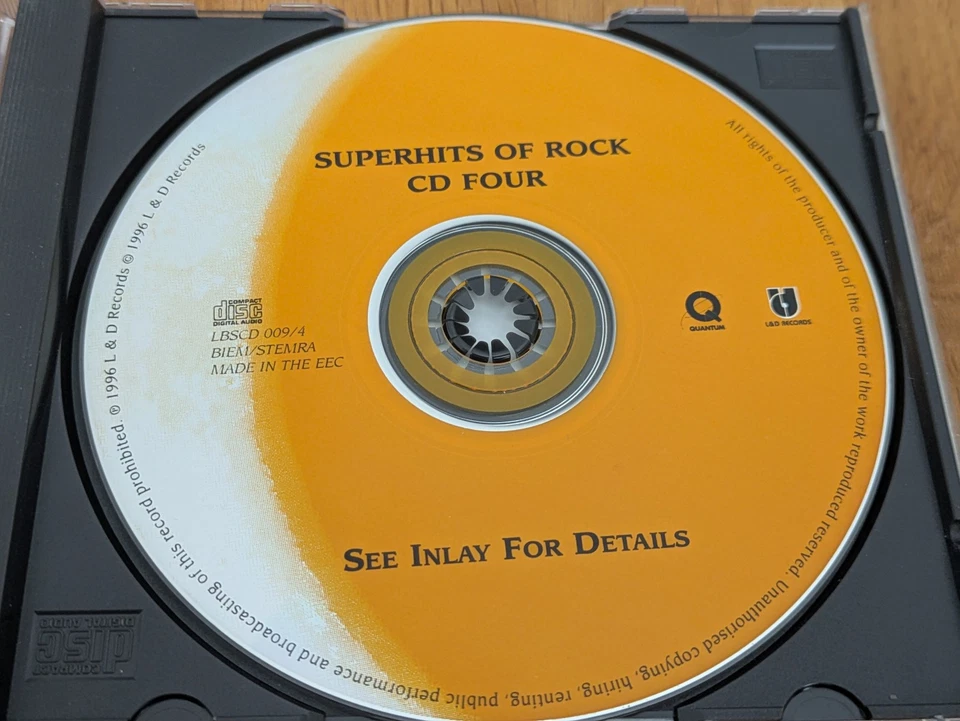 SUPERHITS OF ROCK
CD FOUR
COMPACT
disc
DIGITAL AUDIO
LBSCD 009/4
BIEM/STEMRA
MADE IN THE EEC
Q
QUANTUM
L&D RECORDS
SEE INLAY FOR DETAILS
All rights of the producer and of the owner of the work reproduced reserved. Unauthorised copying, hiring, renting, public performance and broadcasting of this record prohibited. ℗ 1996 L & D Records © 1996 L & D Records
COMPACT
disc
DIGITAL AUDIO